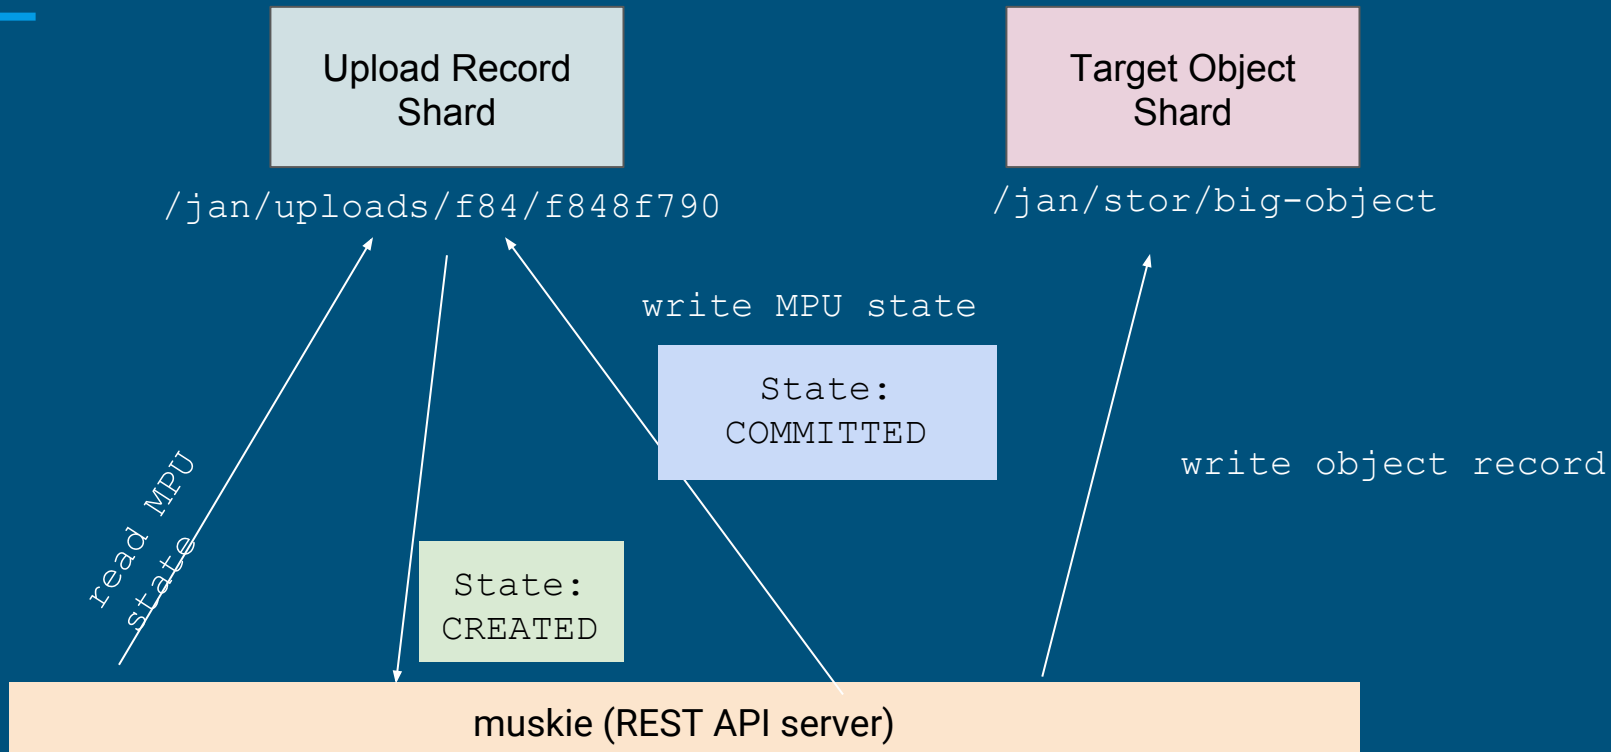 Upload Record
Shard
Target Object
Shard
/jan/uploads/f84/f848f790
/jan/stor/big-object
write MPU state
State:
COMMITTED
write object record
read MPU
state
State:
CREATED
muskie (REST API server)